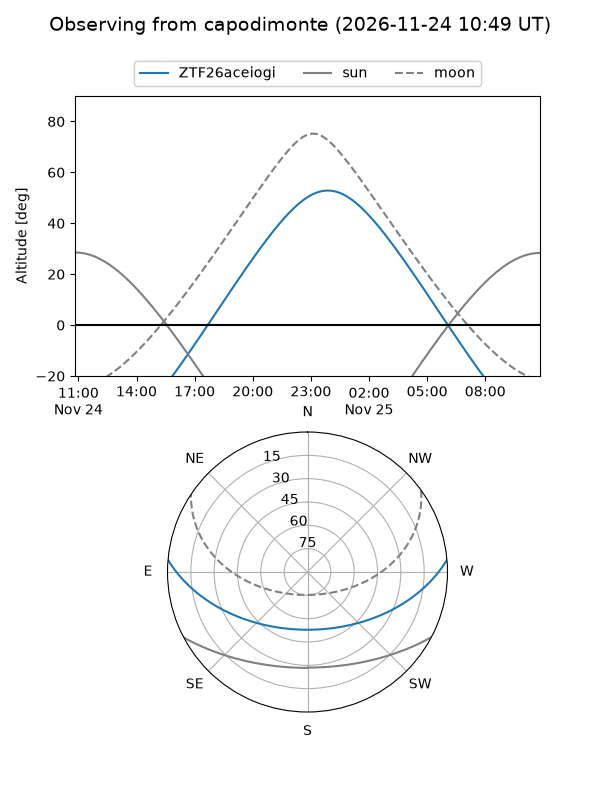 Observing from capodimonte (2026-11-24 10:49 UT)
ZTF26aceiogi sun moon
Altitude [deg]
80
60
40
20
0
−20
11:00 14:00 17:00 20:00 23:00 02:00 05:00 08:00
Nov 24 Nov 25
N
NE NW
15
30
45
60
75
E W
SE SW
S